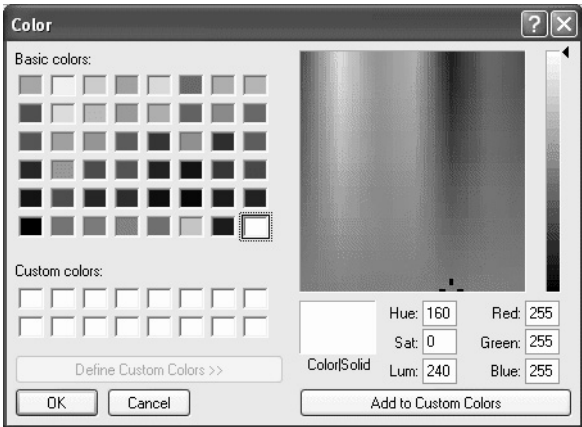 Color
Basic colors:
Custom colors:
Define Custom Colors >>
OK Cancel
Color|Solid
Hue: 160 Red: 255
Sat: 0 Green: 255
Lum: 240 Blue: 255
Add to Custom Colors